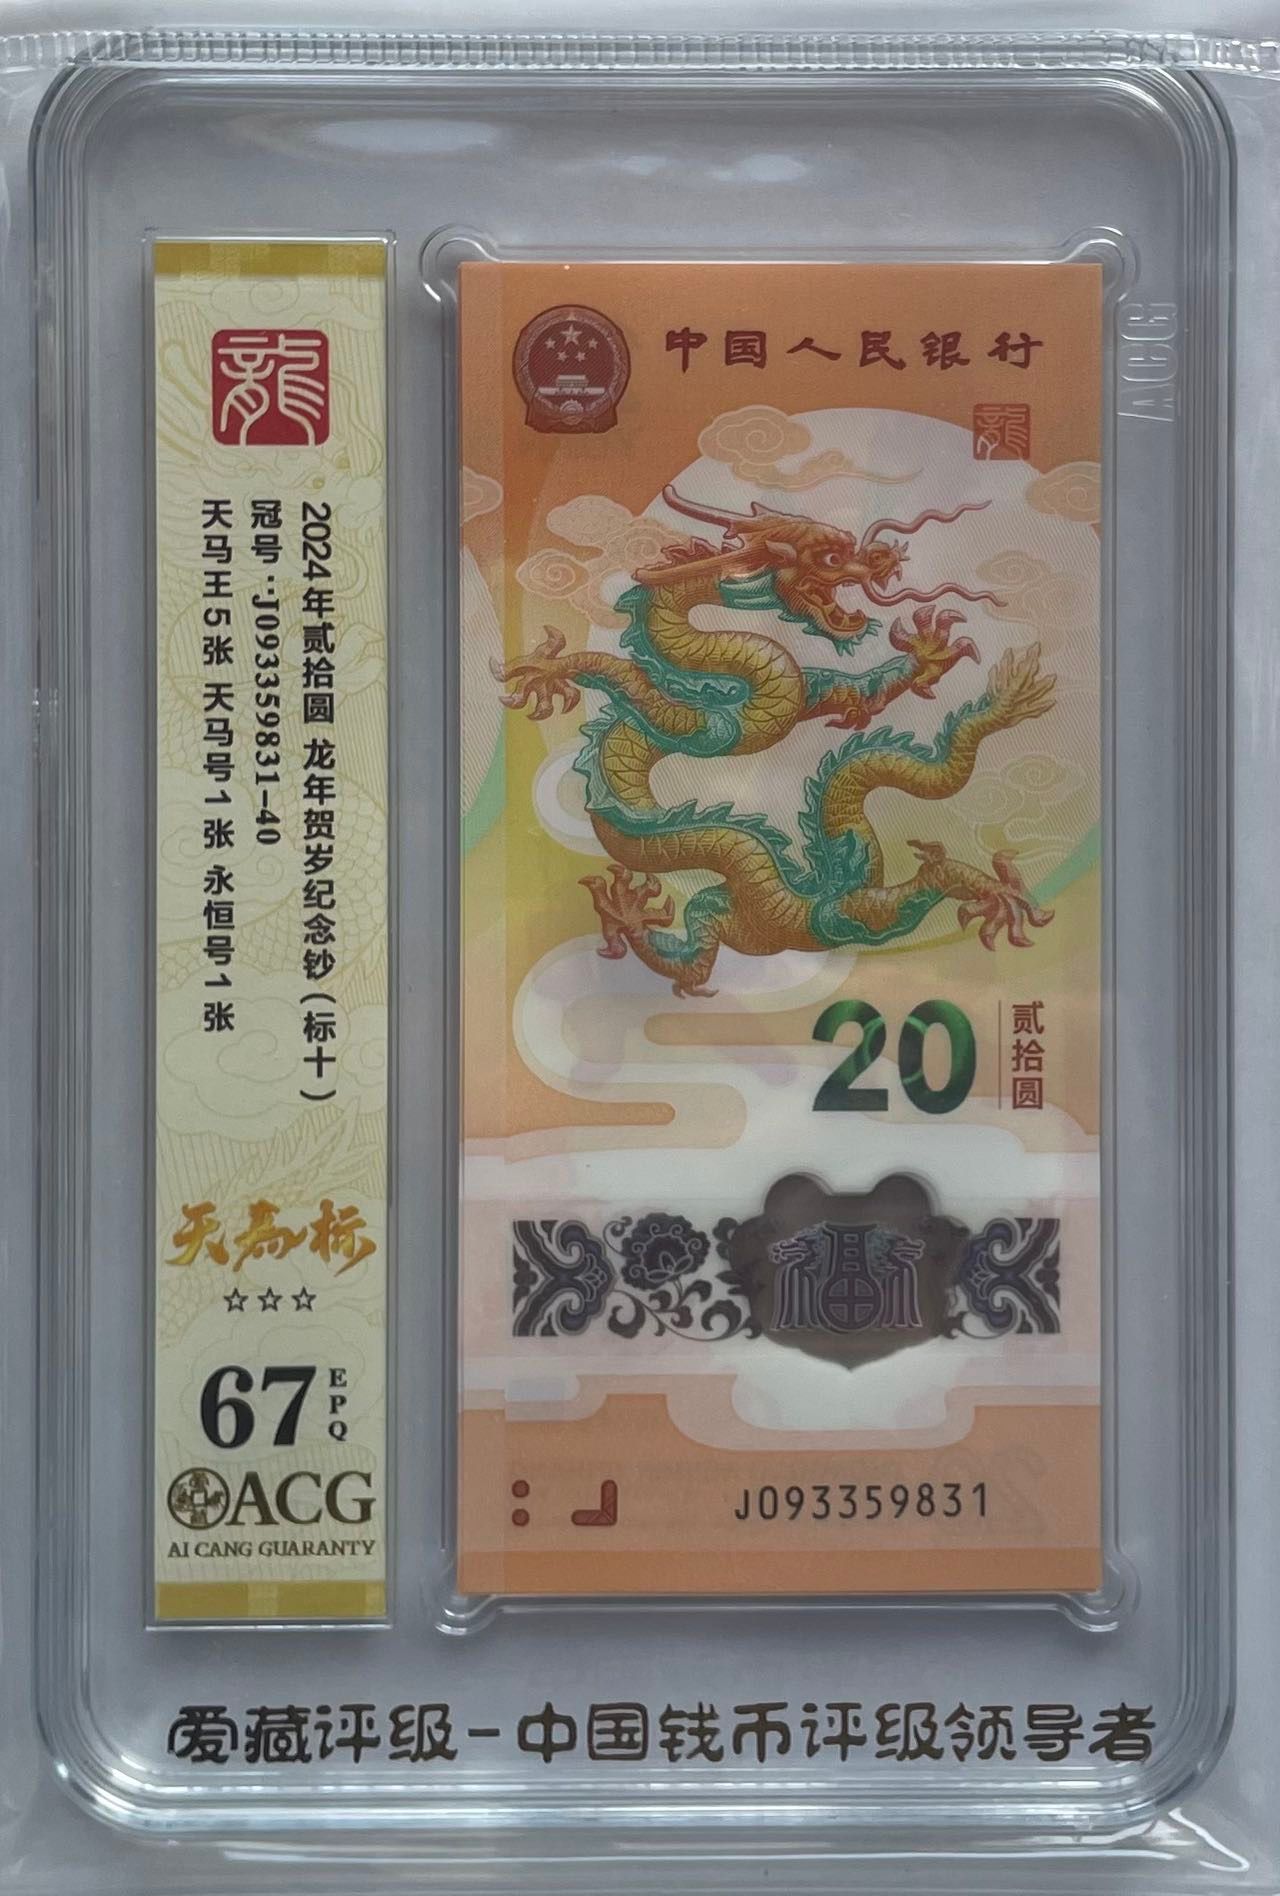 龍
2024年贰拾圆 龙年贺岁纪念钞(标十)
冠号:J093359831-40
天马王5张 天马号1张 永恒号1张
天為标
☆☆☆
67
EPQ
ACG
AI CANG GUARANTY
中国人民银行
龍
20
贰拾圆
福
J093359831
ACG
爱藏评级-中国钱币评级领导者